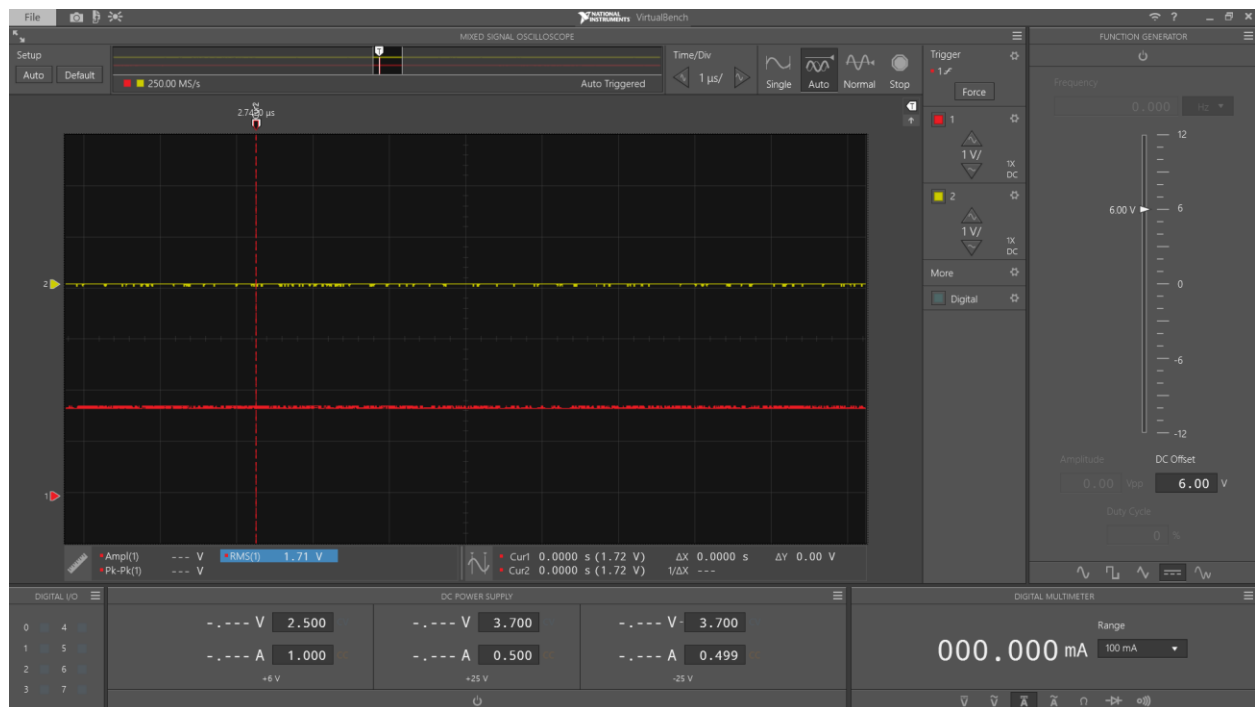 File
NATIONAL INSTRUMENTS VirtualBench
?
MIXED SIGNAL OSCILLOSCOPE
Setup
Auto Default
T
250.00 MS/s Auto Triggered
Time/Div
1 µs/
Single Auto Normal Stop
Trigger
1
Force
T
1
1 V/
1X
DC
2
1 V/
1X
DC
More
Digital
2
1
Ampl(1) --- V
Pk-Pk(1) --- V
RMS(1) 1.71 V
Cur1 0.0000 s (1.72 V) ΔX 0.0000 s ΔY 0.00 V
Cur2 0.0000 s (1.72 V) 1/ΔX ---
FUNCTION GENERATOR
Frequency
0.000 Hz
12
6.00 V 6
0
-6
-12
Amplitude DC Offset
0.00 Vpp 6.00 V
Duty Cycle
0 %
DIGITAL I/O
0 4
1 5
2 6
3 7
DC POWER SUPPLY
-.--- V 2.500
-.--- A 1.000 CC
+6 V
-.--- V 3.700
-.--- A 0.500 CC
+25 V
-.--- V - 3.700
-.--- A 0.499 CC
-25 V
DIGITAL MULTIMETER
000.000 mA
Range
100 mA
V V A A Ω